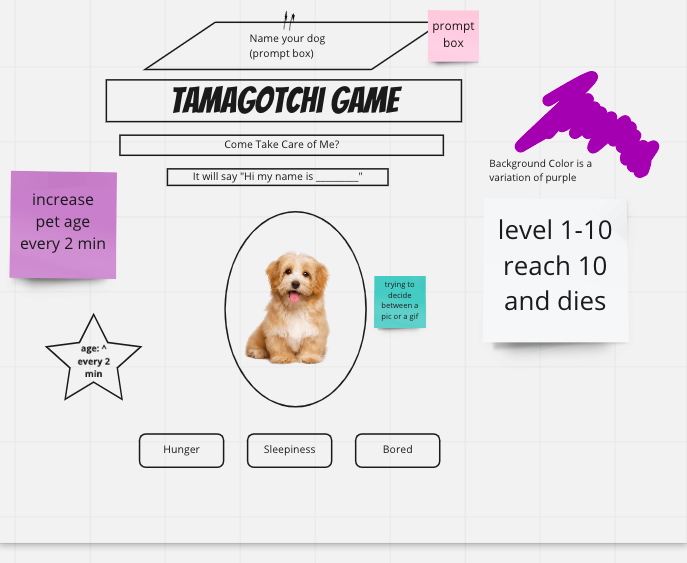 Name your dog
(prompt box)
prompt
box
TAMAGOTCHI GAME
Come Take Care of Me?
It will say "Hi my name is _________"
Background Color is a
variation of purple
increase
pet age
every 2 min
level 1-10
reach 10
and dies
trying to
decide
between a
pic or a gif
age: ^
every 2
min
Hunger
Sleepiness
Bored